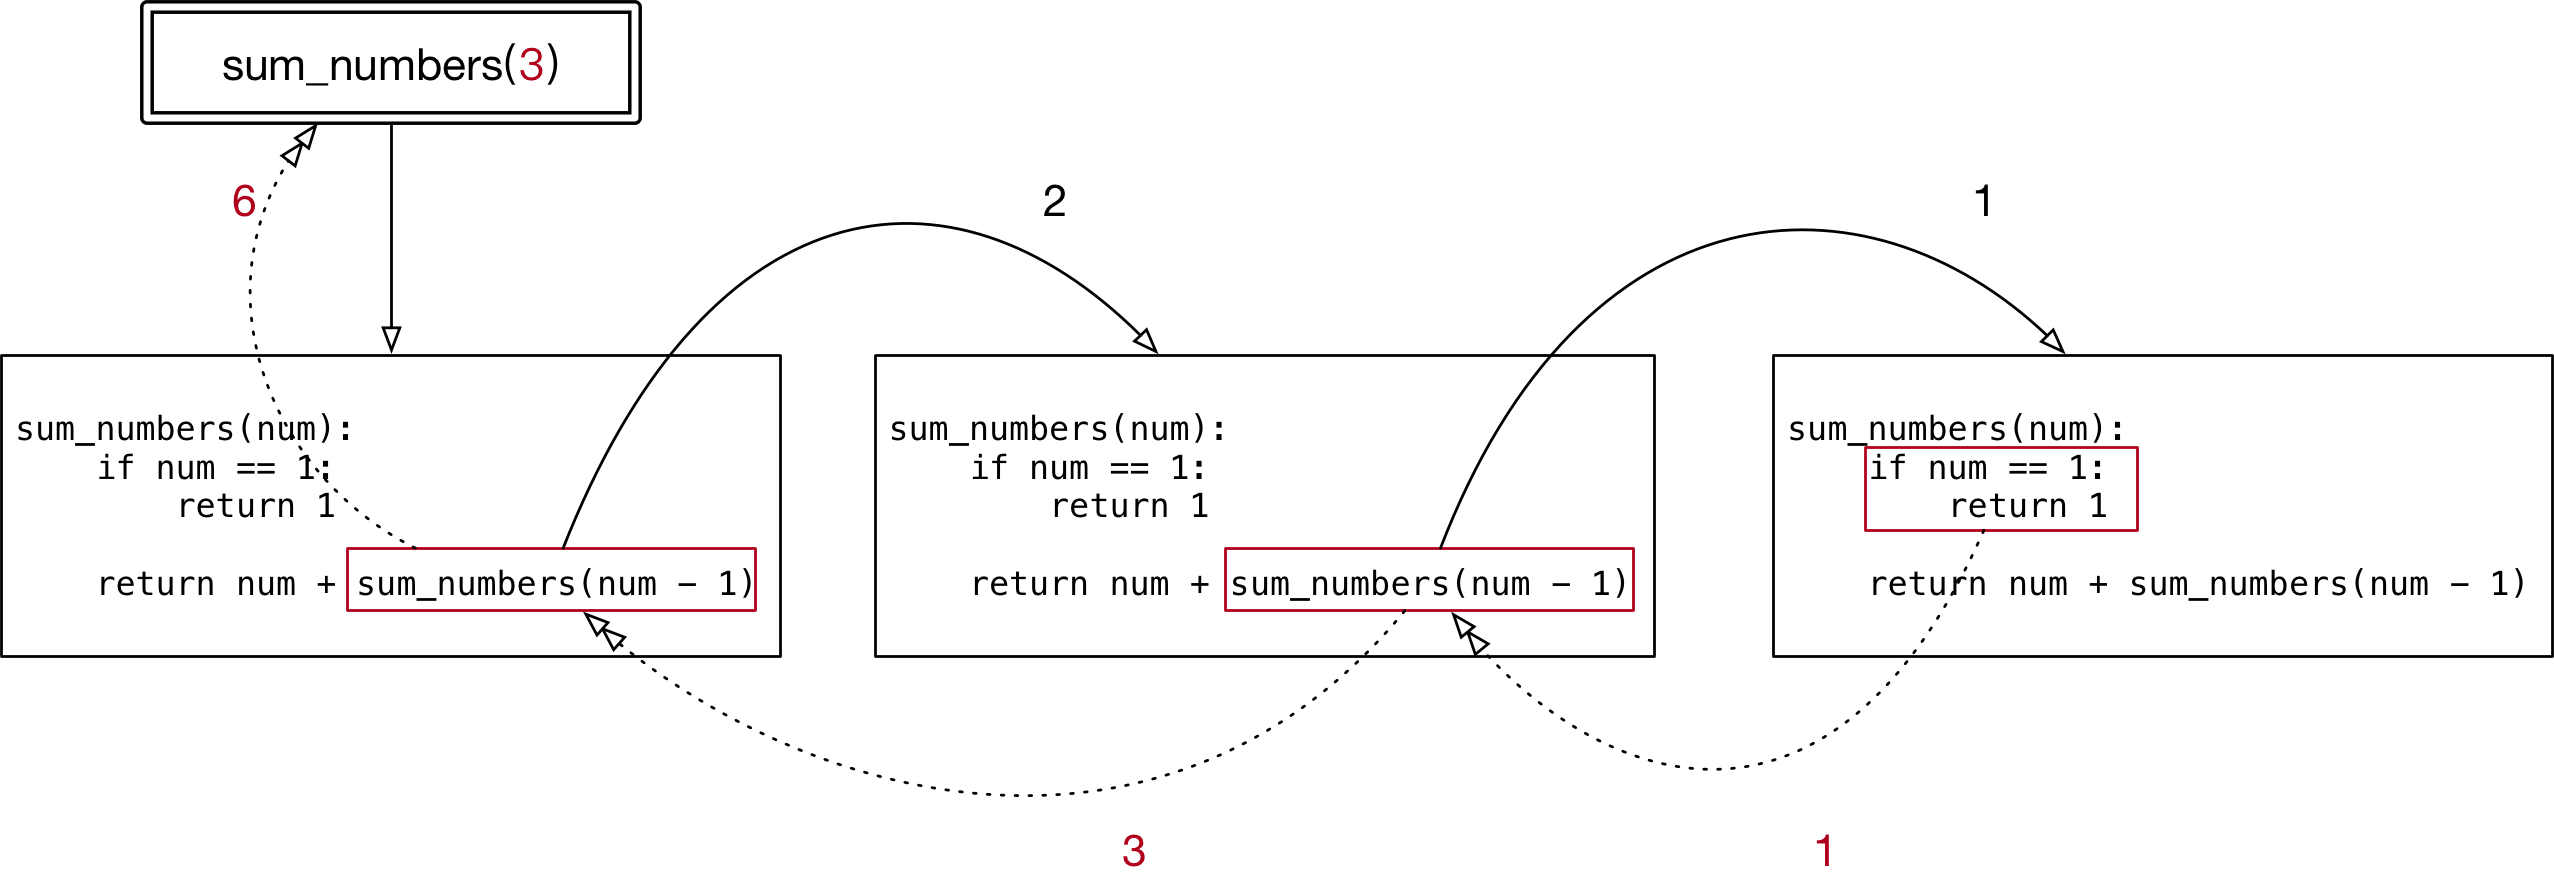 sum_numbers(3)
6
2
1
sum_numbers(num):
    if num == 1:
        return 1
    return num + sum_numbers(num - 1)
sum_numbers(num):
    if num == 1:
        return 1
    return num + sum_numbers(num - 1)
sum_numbers(num):
    if num == 1:
        return 1
    return num + sum_numbers(num - 1)
3
1